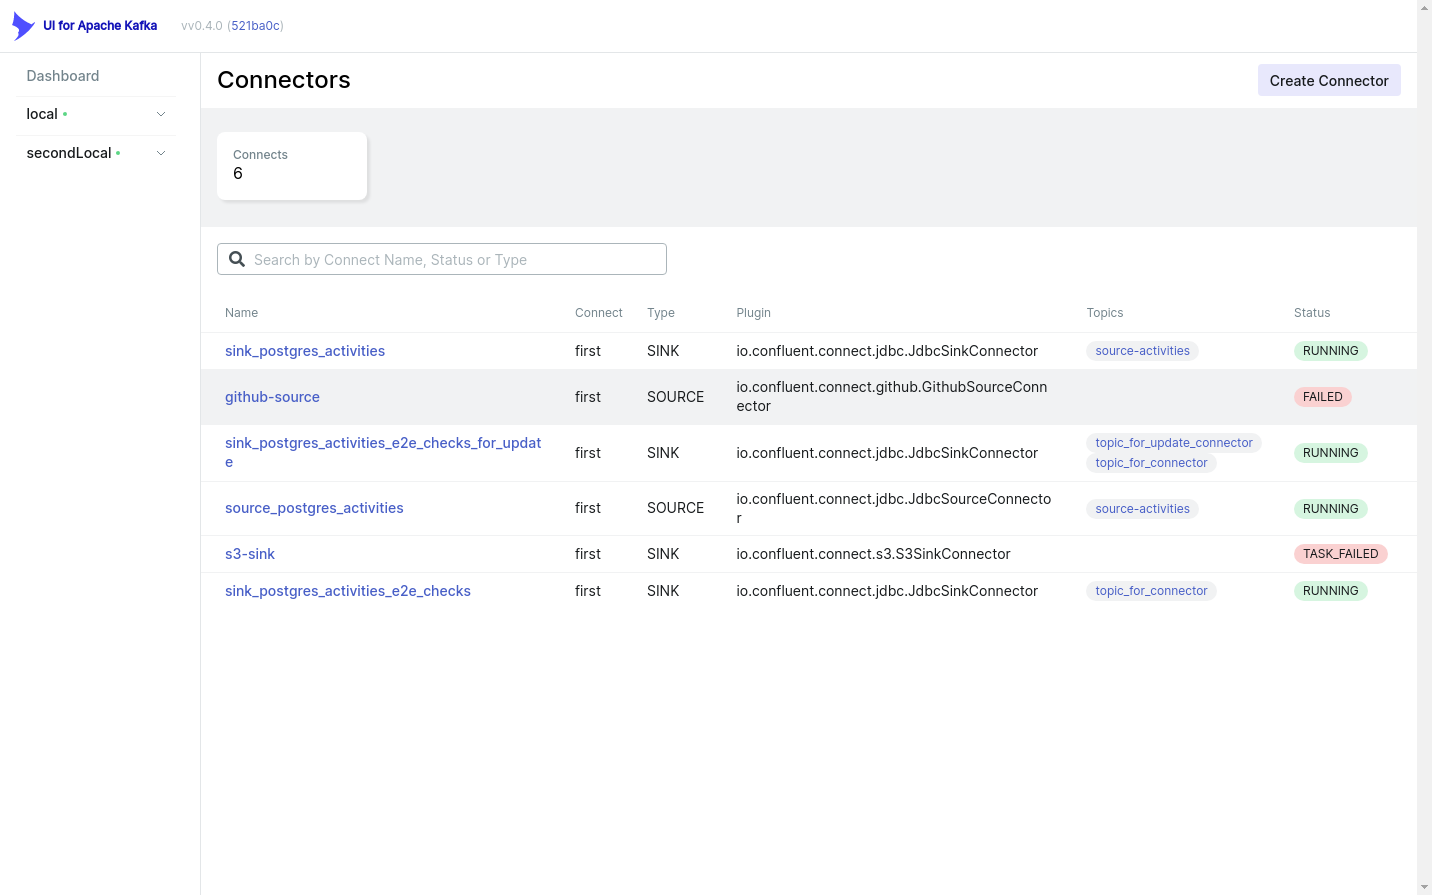 UI for Apache Kafka vv0.4.0 (521ba0c)
Dashboard
local
secondLocal
Connectors
Create Connector
Connects
6
Search by Connect Name, Status or Type
Name Connect Type Plugin Topics Status
sink_postgres_activities first SINK io.confluent.connect.jdbc.JdbcSinkConnector source-activities RUNNING
github-source first SOURCE io.confluent.connect.github.GithubSourceConn
ector FAILED
sink_postgres_activities_e2e_checks_for_updat
e first SINK io.confluent.connect.jdbc.JdbcSinkConnector topic_for_update_connector
topic_for_connector RUNNING
source_postgres_activities first SOURCE io.confluent.connect.jdbc.JdbcSourceConnecto
r source-activities RUNNING
s3-sink first SINK io.confluent.connect.s3.S3SinkConnector TASK_FAILED
sink_postgres_activities_e2e_checks first SINK io.confluent.connect.jdbc.JdbcSinkConnector topic_for_connector RUNNING